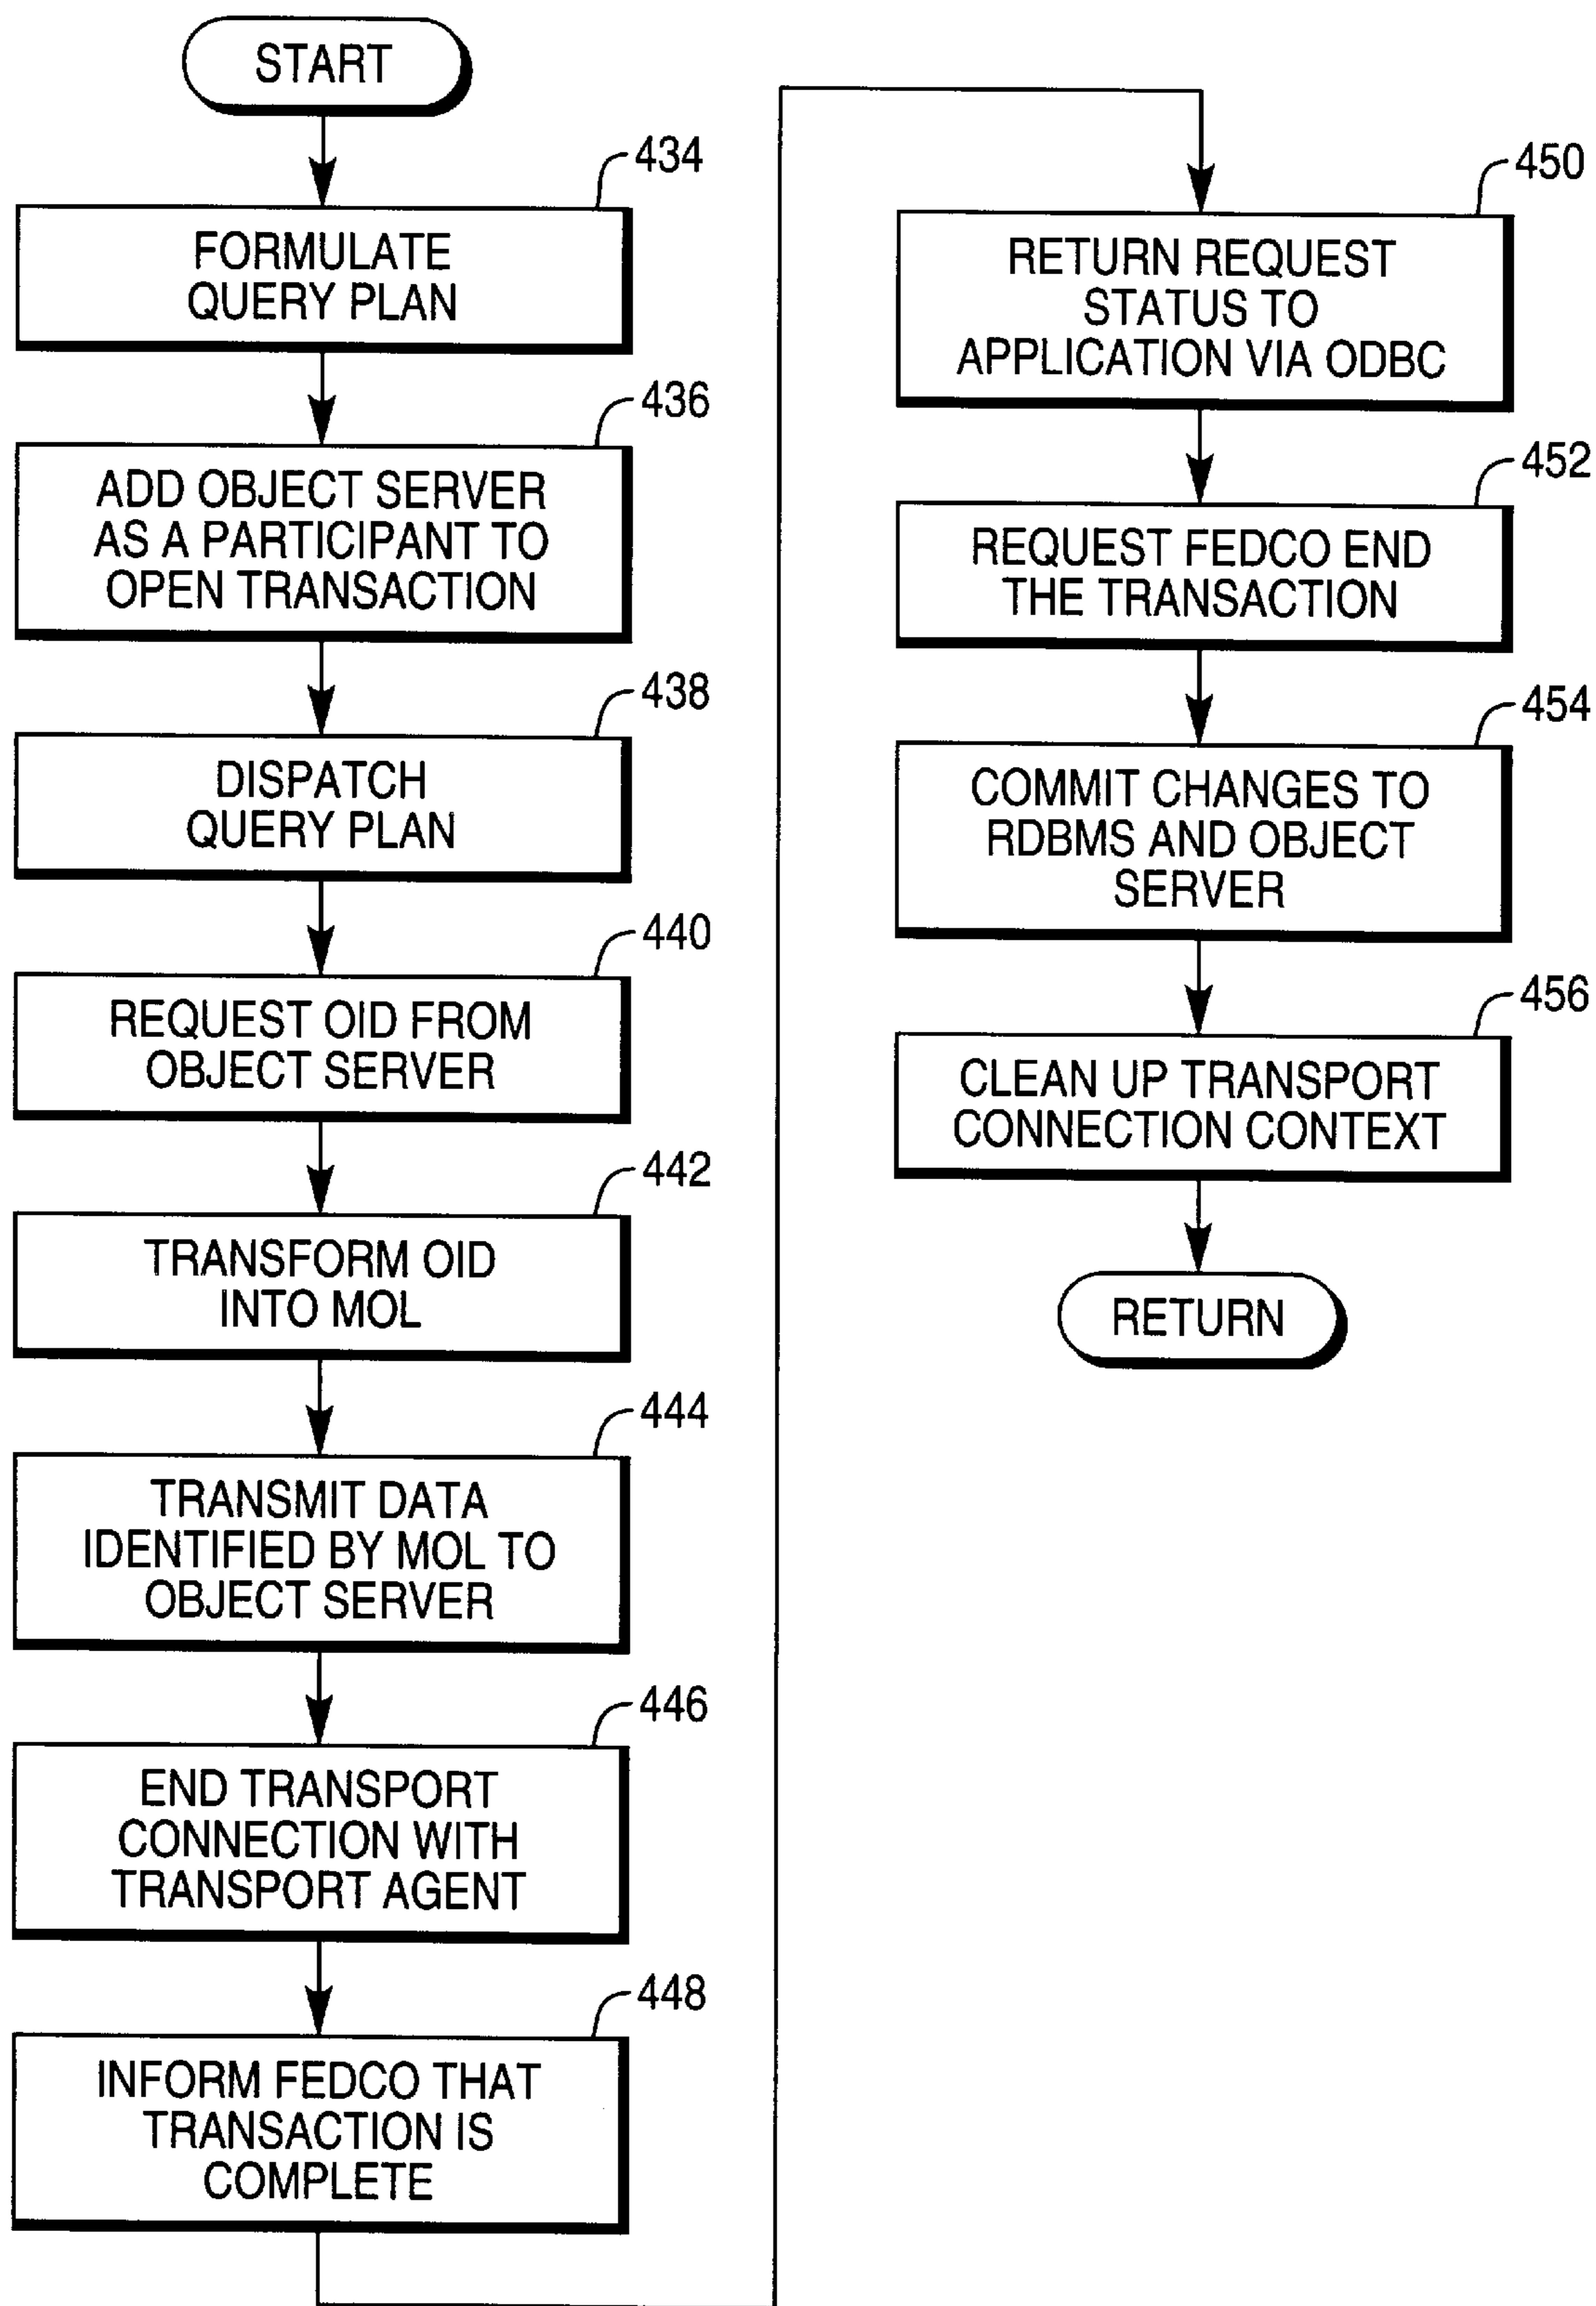 START
434
FORMULATE
QUERY PLAN
436
ADD OBJECT SERVER
AS A PARTICIPANT TO
OPEN TRANSACTION
438
DISPATCH
QUERY PLAN
440
REQUEST OID FROM
OBJECT SERVER
442
TRANSFORM OID
INTO MOL
444
TRANSMIT DATA
IDENTIFIED BY MOL TO
OBJECT SERVER
446
END TRANSPORT
CONNECTION WITH
TRANSPORT AGENT
448
INFORM FEDCO THAT
TRANSACTION IS
COMPLETE
450
RETURN REQUEST
STATUS TO
APPLICATION VIA ODBC
452
REQUEST FEDCO END
THE TRANSACTION
454
COMMIT CHANGES TO
RDBMS AND OBJECT
SERVER
456
CLEAN UP TRANSPORT
CONNECTION CONTEXT
RETURN